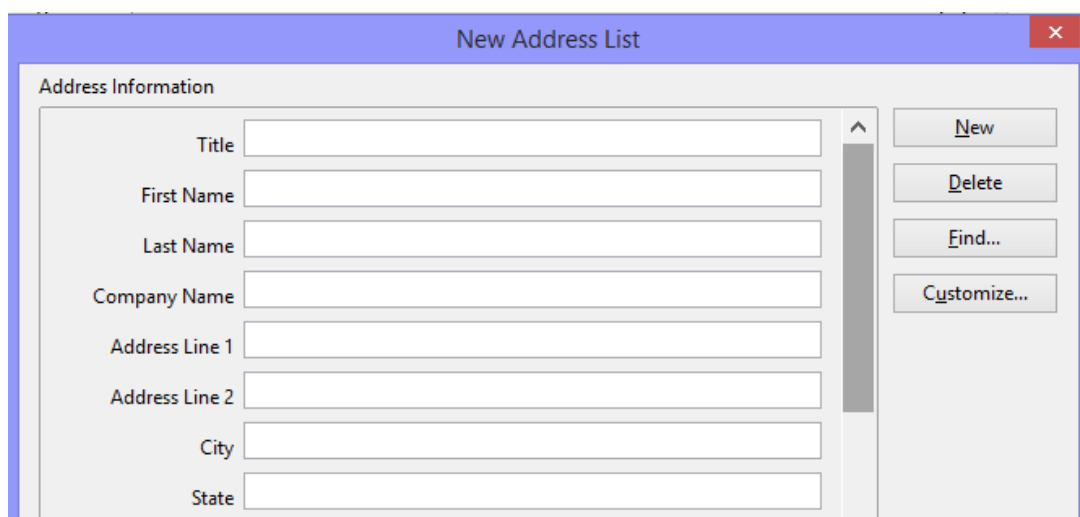 New Address List
Address Information
Title
First Name
Last Name
Company Name
Address Line 1
Address Line 2
City
State
New
Delete
Find...
Customize...